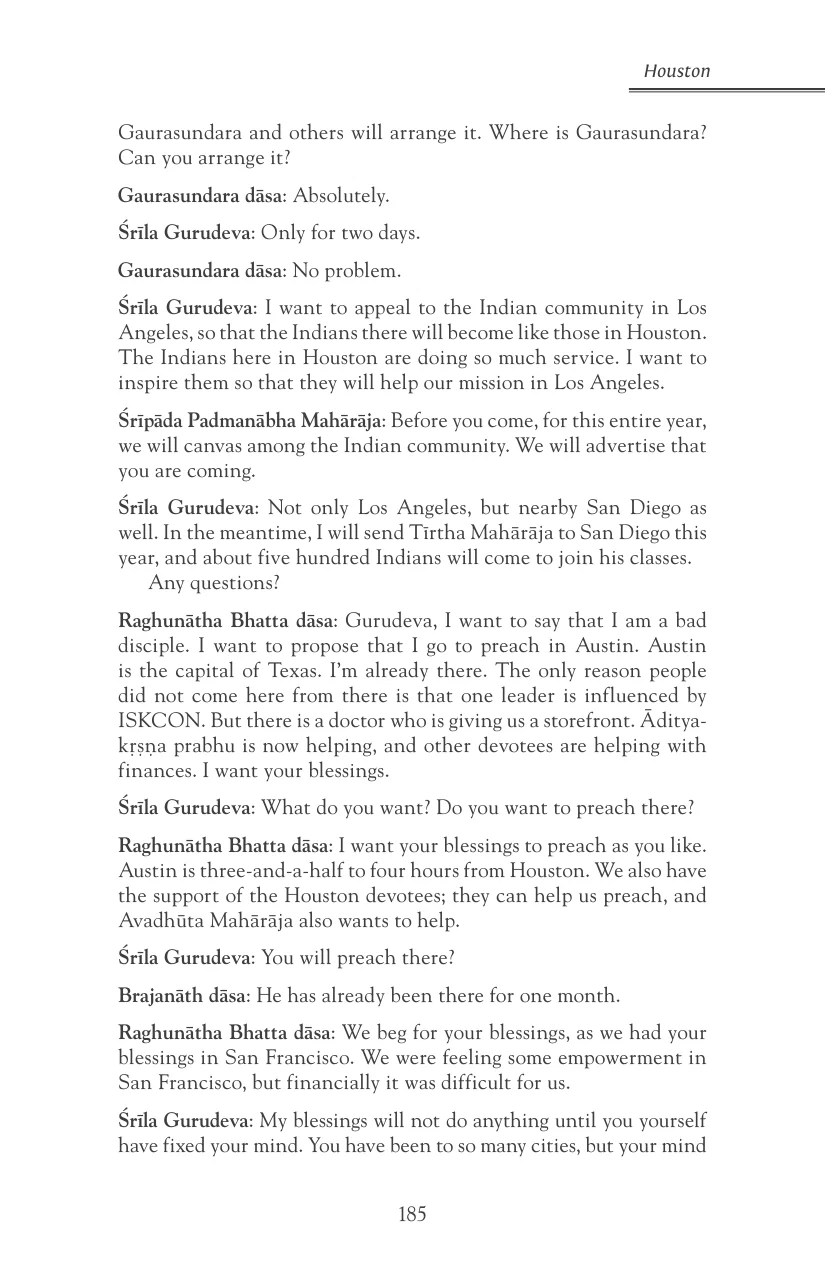 Houston
Gaurasundara and others will arrange it. Where is Gaurasundara?
Can you arrange it?
Gaurasundara dāsa: Absolutely.
Śrīla Gurudeva: Only for two days.
Gaurasundara dāsa: No problem.
Śrīla Gurudeva: I want to appeal to the Indian community in Los
Angeles, so that the Indians there will become like those in Houston.
The Indians here in Houston are doing so much service. I want to
inspire them so that they will help our mission in Los Angeles.
Śrīpāda Padmanābha Mahārāja: Before you come, for this entire year,
we will canvas among the Indian community. We will advertise that
you are coming.
Śrīla Gurudeva: Not only Los Angeles, but nearby San Diego as
well. In the meantime, I will send Tīrtha Mahārāja to San Diego this
year, and about five hundred Indians will come to join his classes.
Any questions?
Raghunātha Bhatta dāsa: Gurudeva, I want to say that I am a bad
disciple. I want to propose that I go to preach in Austin. Austin
is the capital of Texas. I'm already there. The only reason people
did not come here from there is that one leader is influenced by
ISKCON. But there is a doctor who is giving us a storefront. Āditya-
kṛṣṇa prabhu is now helping, and other devotees are helping with
finances. I want your blessings.
Śrīla Gurudeva: What do you want? Do you want to preach there?
Raghunātha Bhatta dāsa: I want your blessings to preach as you like.
Austin is three-and-a-half to four hours from Houston. We also have
the support of the Houston devotees; they can help us preach, and
Avadhūta Mahārāja also wants to help.
Śrīla Gurudeva: You will preach there?
Brajanāth dāsa: He has already been there for one month.
Raghunātha Bhatta dāsa: We beg for your blessings, as we had your
blessings in San Francisco. We were feeling some empowerment in
San Francisco, but financially it was difficult for us.
Śrīla Gurudeva: My blessings will not do anything until you yourself
have fixed your mind. You have been to so many cities, but your mind
185